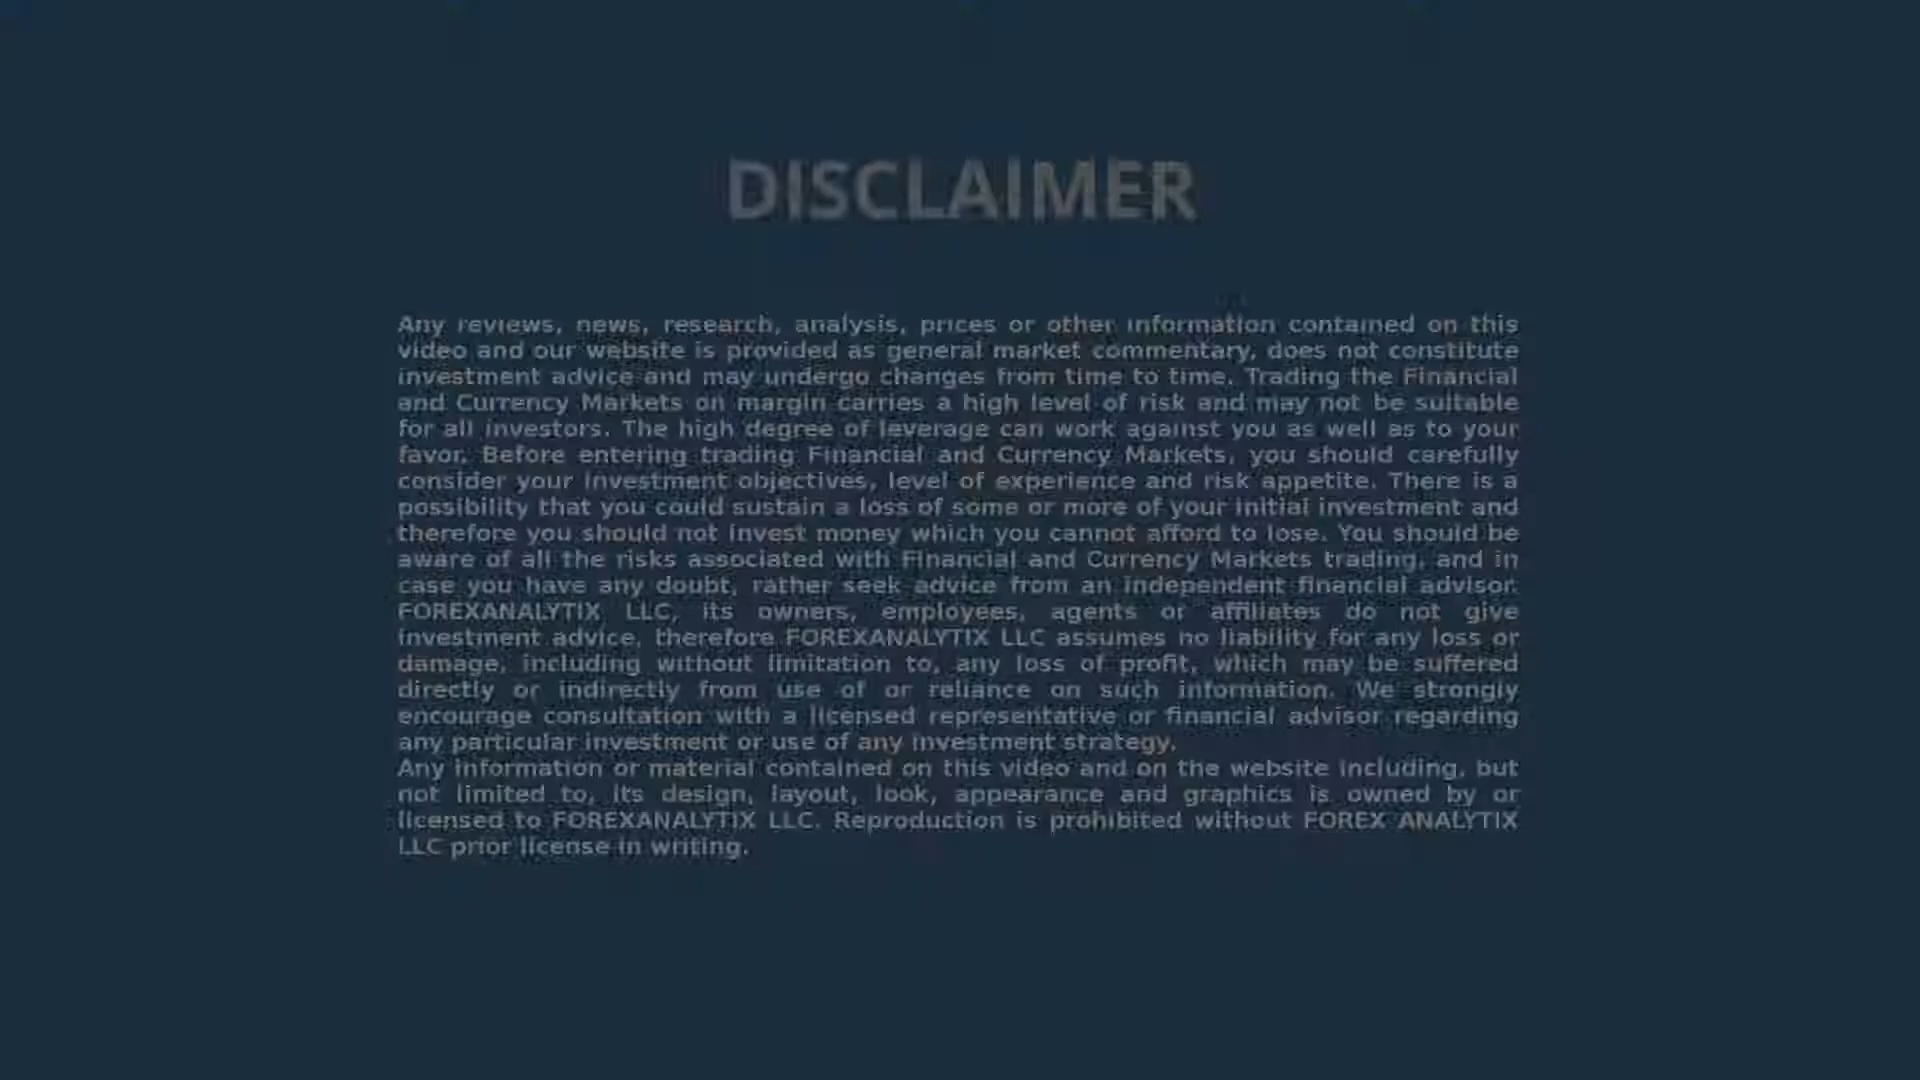 DISCLAIMER
Any reviews, news, research, analysis, prices or other information contained on this
video and our website is provided as general market commentary, does not constitute
investment advice and may undergo changes from time to time. Trading the Financial
and Currency Markets on margin carries a high level of risk and may not be suitable
for all investors. The high degree of leverage can work against you as well as to your
favor. Before entering trading Financial and Currency Markets, you should carefully
consider your investment objectives, level of experience and risk appetite. There is a
possibility that you could sustain a loss of some or more of your initial investment and
therefore you should not invest money which you cannot afford to lose. You should be
aware of all the risks associated with Financial and Currency Markets trading, and in
case you have any doubt, rather seek advice from an independent financial advisor.
FOREXANALYTIX LLC, its owners, employees, agents or affiliates do not give
investment advice, therefore FOREXANALYTIX LLC assumes no liability for any loss or
damage, including without limitation to, any loss of profit, which may be suffered
directly or indirectly from use of or reliance on such information. We strongly
encourage consultation with a licensed representative or financial advisor regarding
any particular investment or use of any investment strategy.
Any information or material contained on this video and on the website including, but
not limited to, its design, layout, look, appearance and graphics is owned by or
licensed to FOREXANALYTIX LLC. Reproduction is prohibited without FOREX ANALYTIX
LLC prior license in writing.